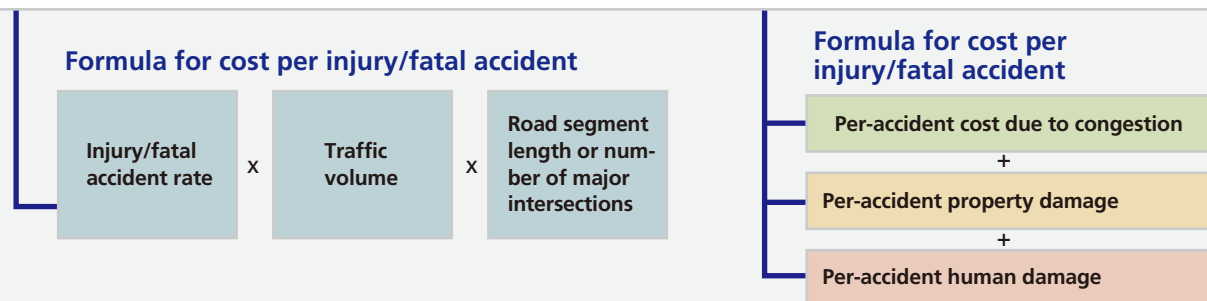 Formula for cost per injury/fatal accident
Injury/fatal
accident rate
x
Traffic
volume
x
Road segment
length or num-
ber of major
intersections
Formula for cost per
injury/fatal accident
Per-accident cost due to congestion
+
Per-accident property damage
+
Per-accident human damage